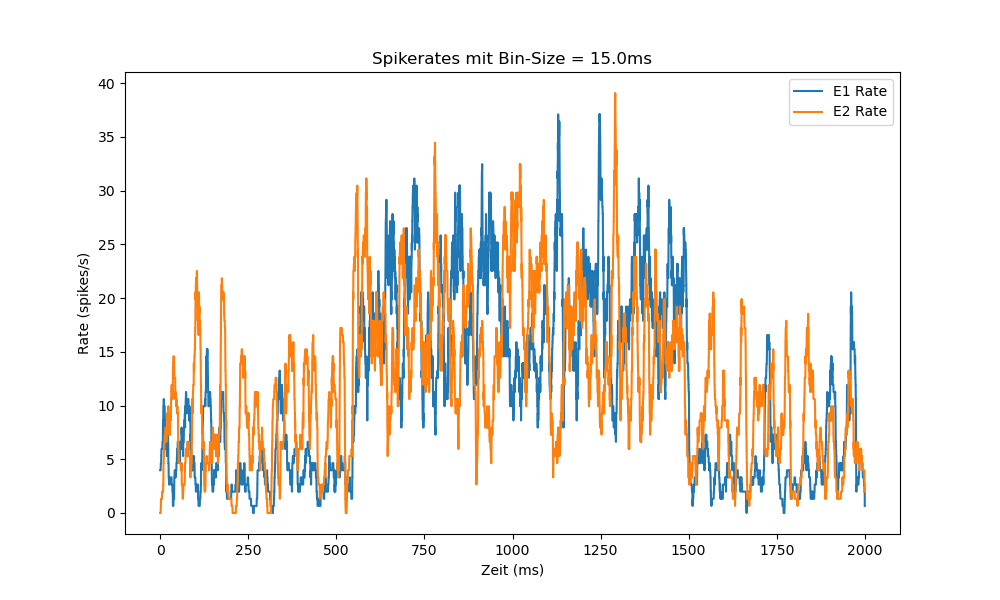 Spikerates mit Bin-Size = 15.0ms
E1 Rate
E2 Rate
40
35
30
25
20
15
10
5
0
Rate (spikes/s)
0 250 500 750 1000 1250 1500 1750 2000
Zeit (ms)